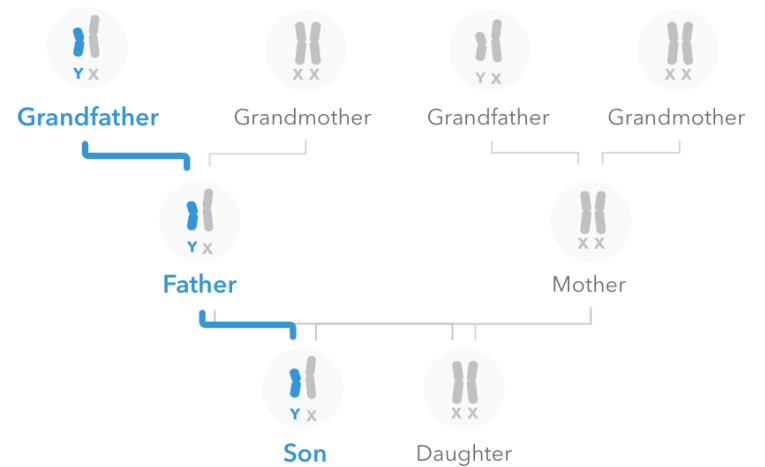 Y X
X X
Y X
X X
Grandfather
Grandmother
Grandfather
Grandmother
Y X
X X
Father
Mother
Y X
X X
Son
Daughter